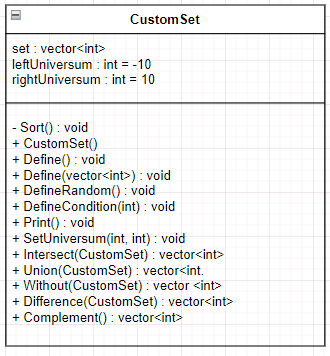 CustomSet
set : vector<int>
leftUniversum : int = -10
rightUniversum : int = 10
- Sort() : void
+ CustomSet()
+ Define() : void
+ Define(vector<int>) : void
+ DefineRandom() : void
+ DefineCondition(int) : void
+ Print() : void
+ SetUniversum(int, int) : void
+ Intersect(CustomSet) : vector<int>
+ Union(CustomSet) : vector<int.
+ Without(CustomSet) : vector <int>
+ Difference(CustomSet) : vector<int>
+ Complement() : vector<int>